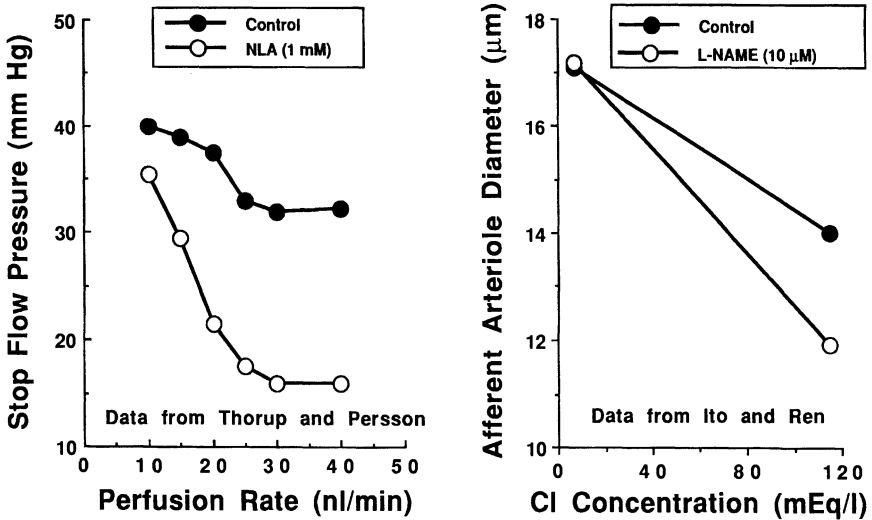 Control
NLA (1 mM)
50
40
30
20
10
Stop Flow Pressure (mm Hg)
Data from Thorup and Persson
0 10 20 30 40 50
Perfusion Rate (nl/min)
Control
L-NAME (10 µM)
18
16
14
12
10
Afferent Arteriole Diameter (µm)
Data from Ito and Ren
0 40 80 120
Cl Concentration (mEq/l)